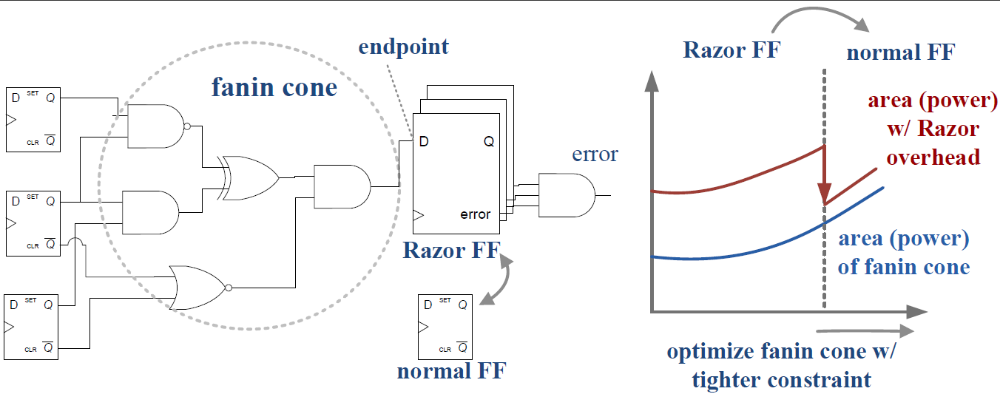 endpoint
fanin cone
D SET Q
CLR Q̅
D SET Q
CLR Q̅
D SET Q
CLR Q̅
D Q
error
Razor FF
error
D SET Q
CLR Q̅
normal FF
Razor FF
normal FF
area (power)
w/ Razor
overhead
area (power)
of fanin cone
optimize fanin cone w/
tighter constraint